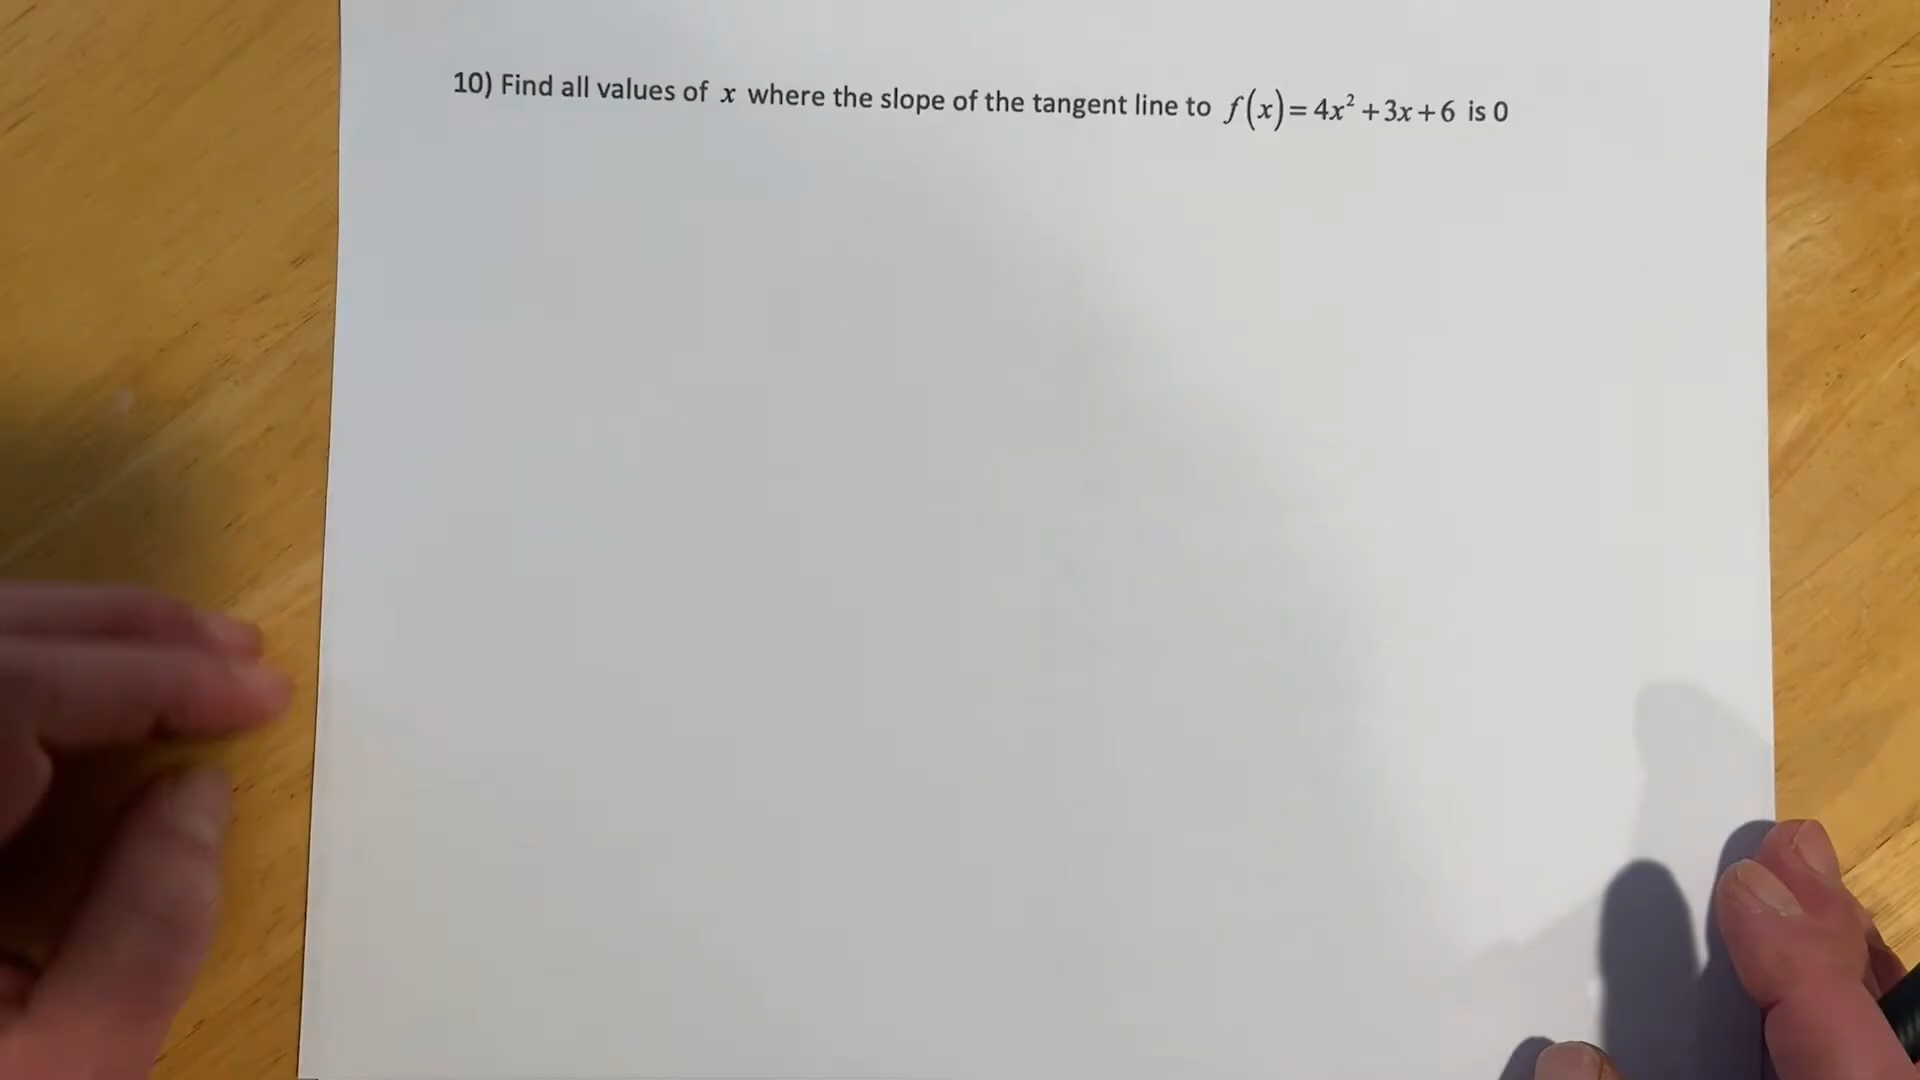 10) Find all values of x where the slope of the tangent line to f(x)= 4x² +3x+6 is 0